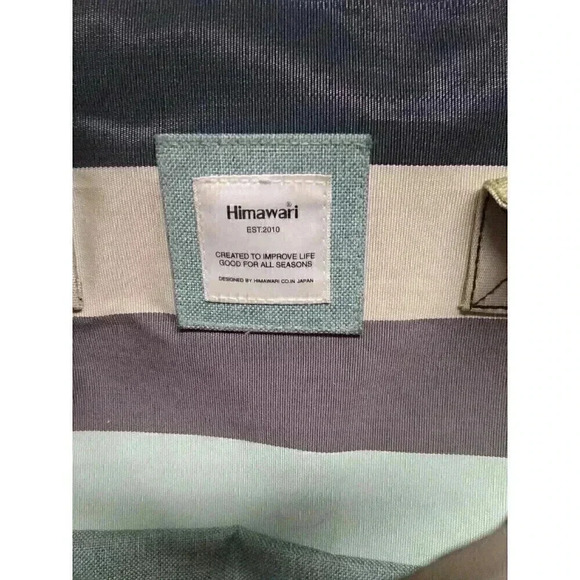 Himawari®
EST.2010
CREATED TO IMPROVE LIFE
GOOD FOR ALL SEASONS
DESIGNED BY HIMAWARI CO.IN JAPAN